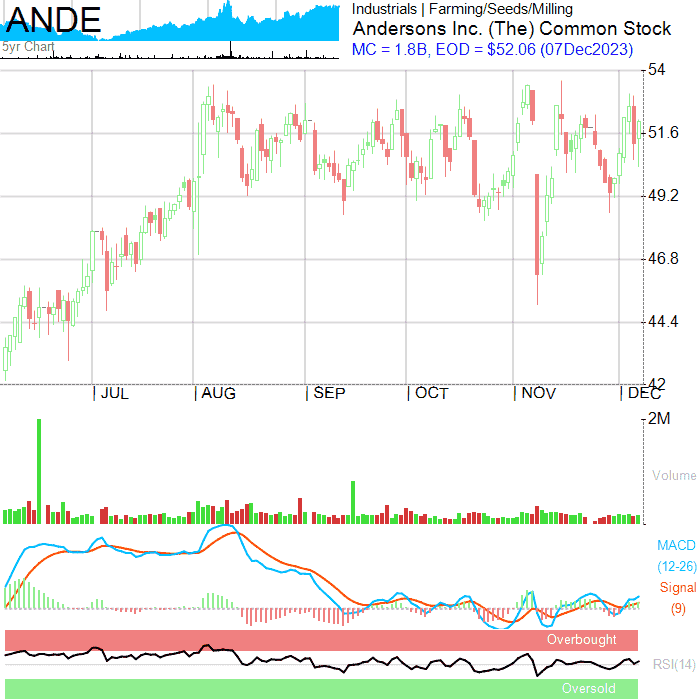 ANDE
5yr Chart
Industrials | Farming/Seeds/Milling
Andersons Inc. (The) Common Stock
MC = 1.8B, EOD = $52.06 (07Dec2023)
54
51.6
49.2
46.8
44.4
42
JUL AUG SEP OCT NOV DEC
2M
Volume
MACD
(12-26)
Signal
(9)
Overbought
RSI(14)
Oversold